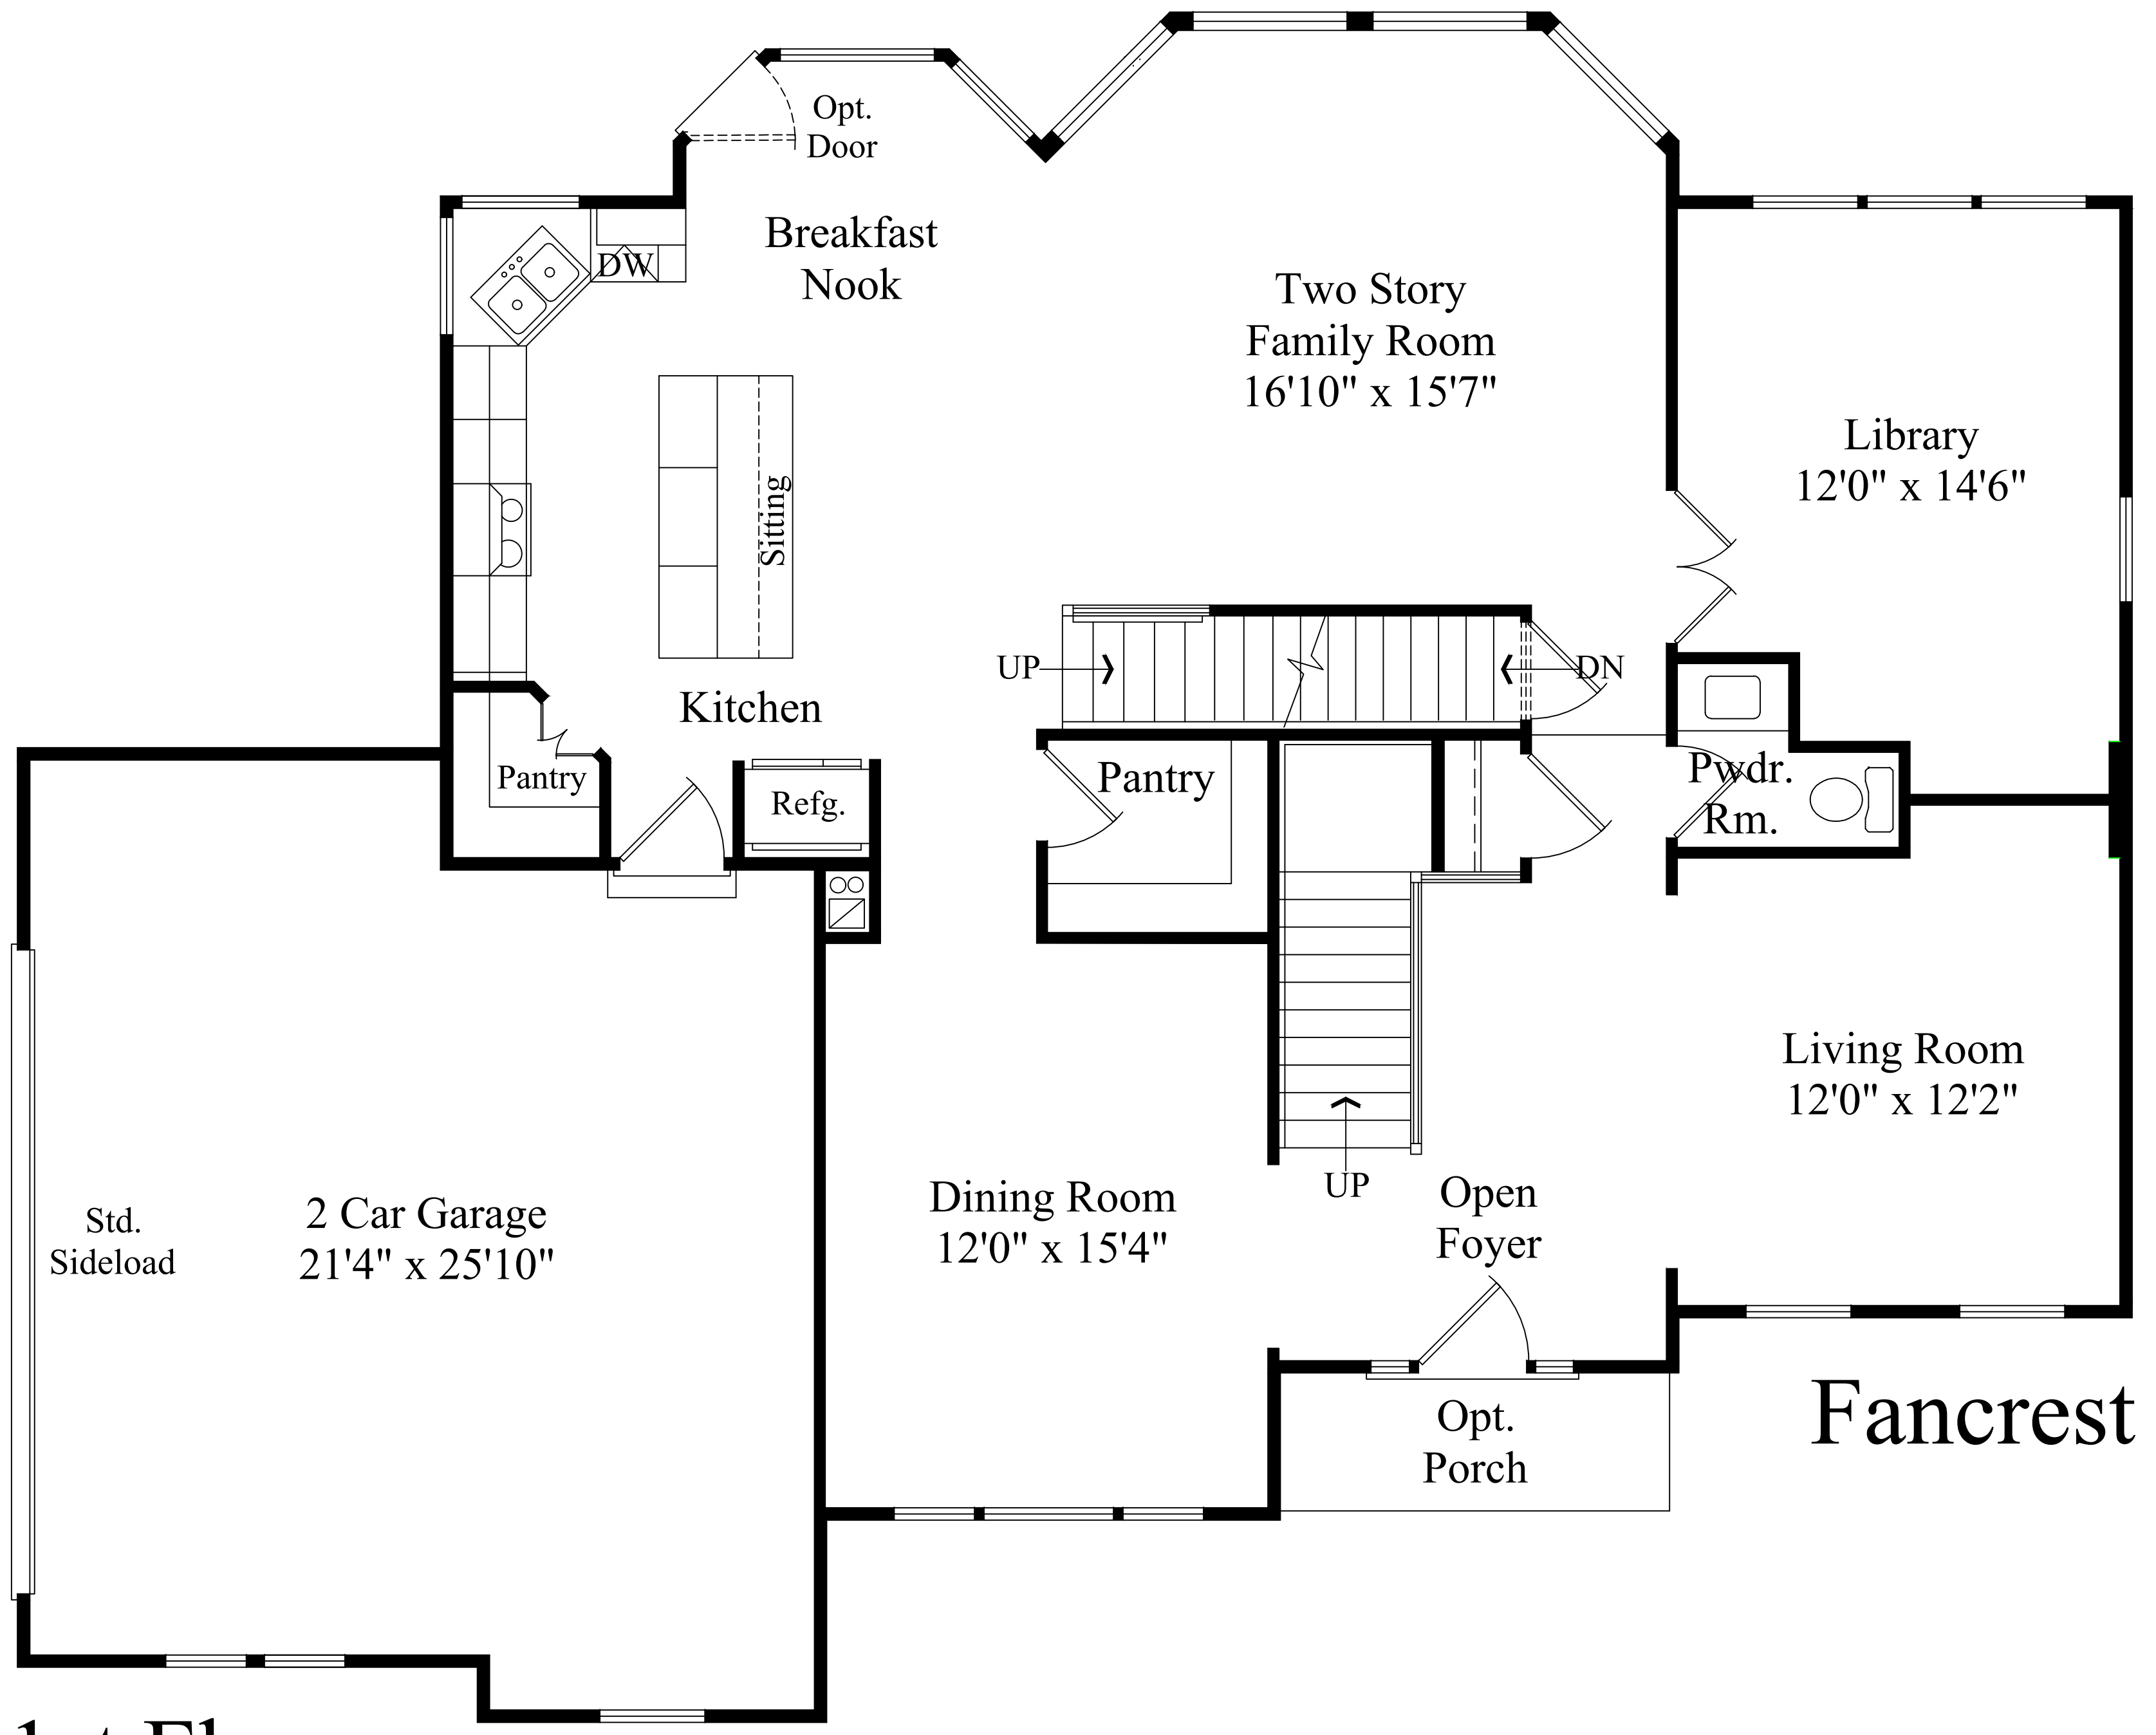 Opt.
Door
Breakfast
Nook
DW
Two Story
Family Room
16'10" x 15'7"
Library
12'0" x 14'6"
Sitting
UP
DN
Kitchen
Pantry
Refg.
Pantry
Pwdr.
Rm.
Living Room
12'0" x 12'2"
UP
Open
Foyer
Dining Room
12'0" x 15'4"
2 Car Garage
21'4" x 25'10"
Std.
Sideload
Opt.
Porch
Fancrest